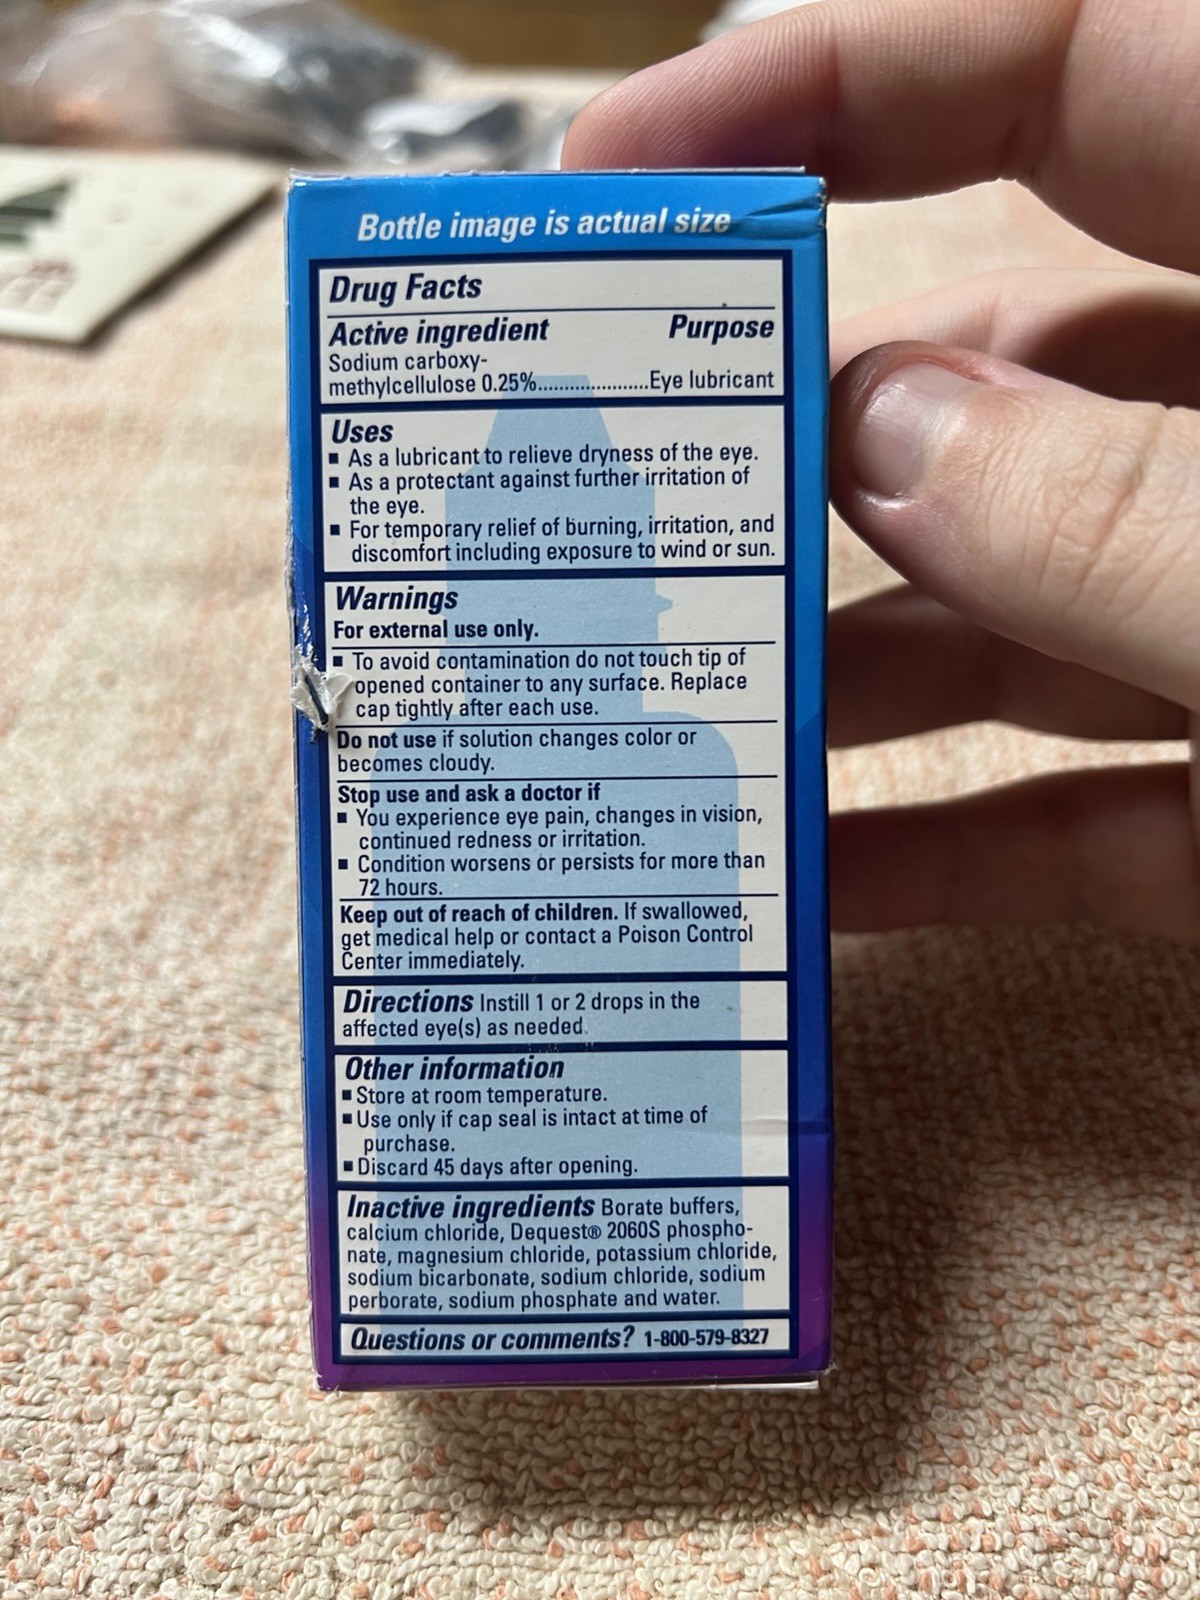 Bottle image is actual size
Drug Facts
Active ingredient Purpose
Sodium carboxy-
methylcellulose 0.25%.....................Eye lubricant
Uses
■ As a lubricant to relieve dryness of the eye.
■ As a protectant against further irritation of
the eye.
■ For temporary relief of burning, irritation, and
discomfort including exposure to wind or sun.
Warnings
For external use only.
■ To avoid contamination do not touch tip of
opened container to any surface. Replace
cap tightly after each use.
Do not use if solution changes color or
becomes cloudy.
Stop use and ask a doctor if
■ You experience eye pain, changes in vision,
continued redness or irritation.
■ Condition worsens or persists for more than
72 hours.
Keep out of reach of children. If swallowed,
get medical help or contact a Poison Control
Center immediately.
Directions Instill 1 or 2 drops in the
affected eye(s) as needed.
Other information
■ Store at room temperature.
■ Use only if cap seal is intact at time of
purchase.
■ Discard 45 days after opening.
Inactive ingredients Borate buffers,
calcium chloride, Dequest® 2060S phospho-
nate, magnesium chloride, potassium chloride,
sodium bicarbonate, sodium chloride, sodium
perborate, sodium phosphate and water.
Questions or comments? 1-800-579-8327